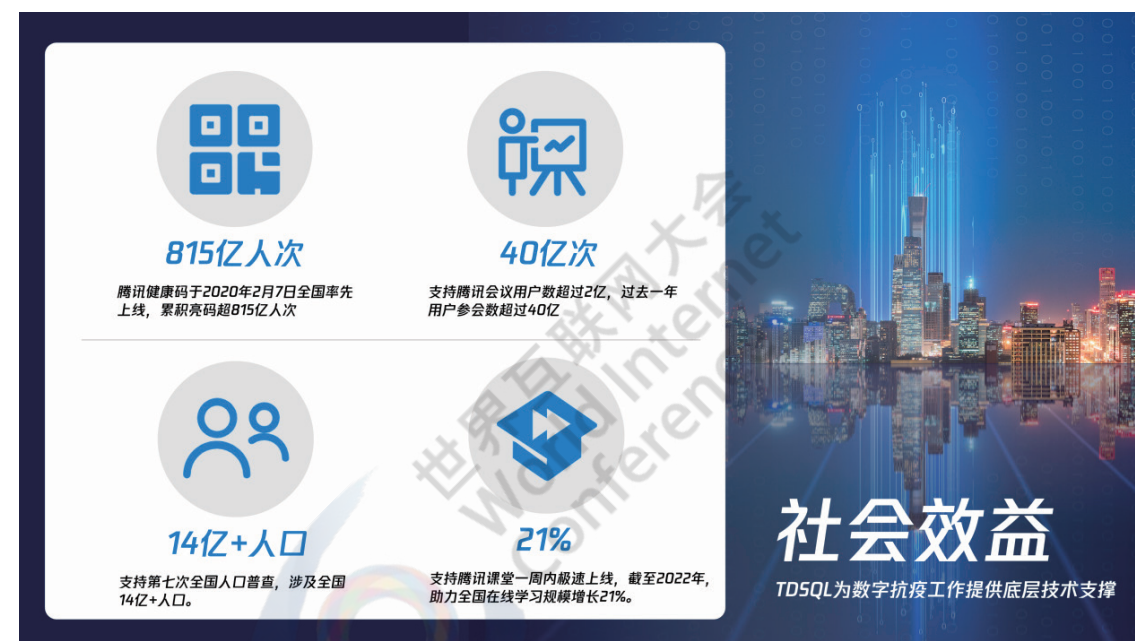 815亿人次
腾讯健康码于2020年2月7日全国率先
上线，累积亮码超815亿人次
40亿次
支持腾讯会议用户数超过2亿，过去一年
用户参会数超过40亿
14亿+人口
支持第七次全国人口普查，涉及全国
14亿+人口。
21%
支持腾讯课堂一周内极速上线，截至2022年，
助力全国在线学习规模增长21%。
社会效益
TDSQL为数字抗疫工作提供底层技术支撑
世界互联网大会
World Internet
Conference